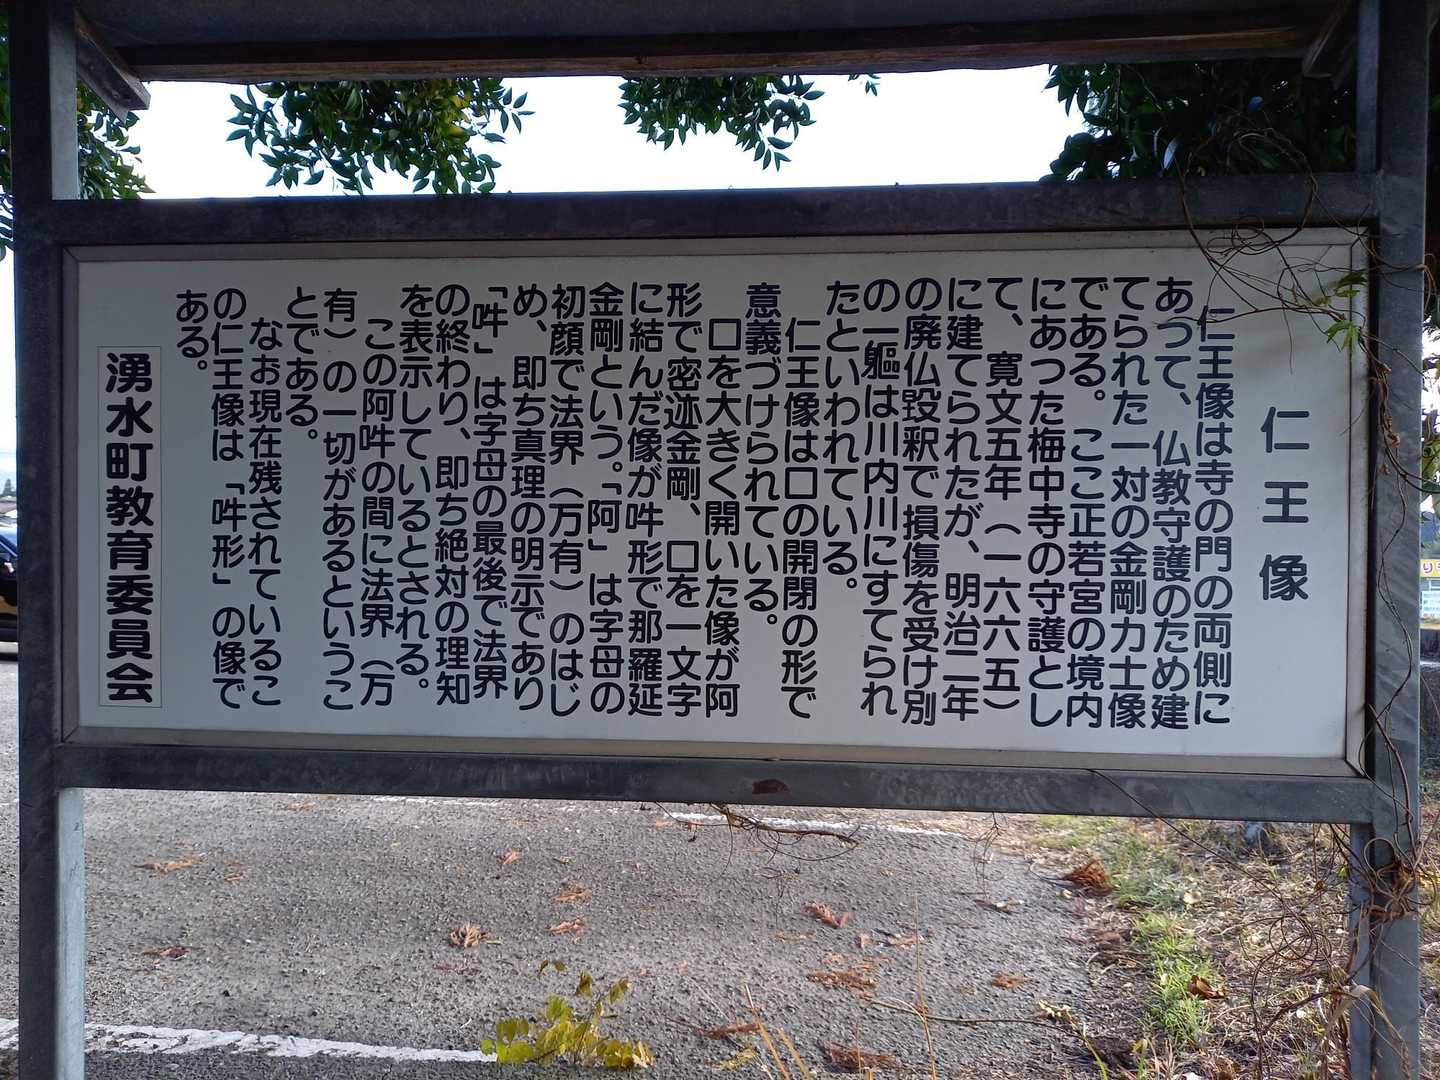 仁王像
仁王像は寺の門の両側に
あって、仏教守護のため建
てられた一対の金剛力士像
である。ここ正若宮の境内
にあった梅中寺の守護とし
て、寛文五年（一六六五）
に建てられたが、明治二年
の廃仏毀釈で損傷を受け別
の一軀は川内川にすてられ
たといわれている。
仁王像は口の開閉の形で
意義づけられている。
口を大きく開いた像が阿
形で密迹金剛、口を一文字
に結んだ像が吽形で那羅延
金剛という。「阿」は字母の
初顔で法界（万有）のはじ
め、即ち真理の明示であり
「吽」は字母の最後で法界
の終わり、即ち絶対の理知
を表示しているとされる。
この阿吽の間に法界（万
有）の一切があるというこ
とである。
なお現在残されているこ
の仁王像は「吽形」の像で
ある。
湧水町教育委員会